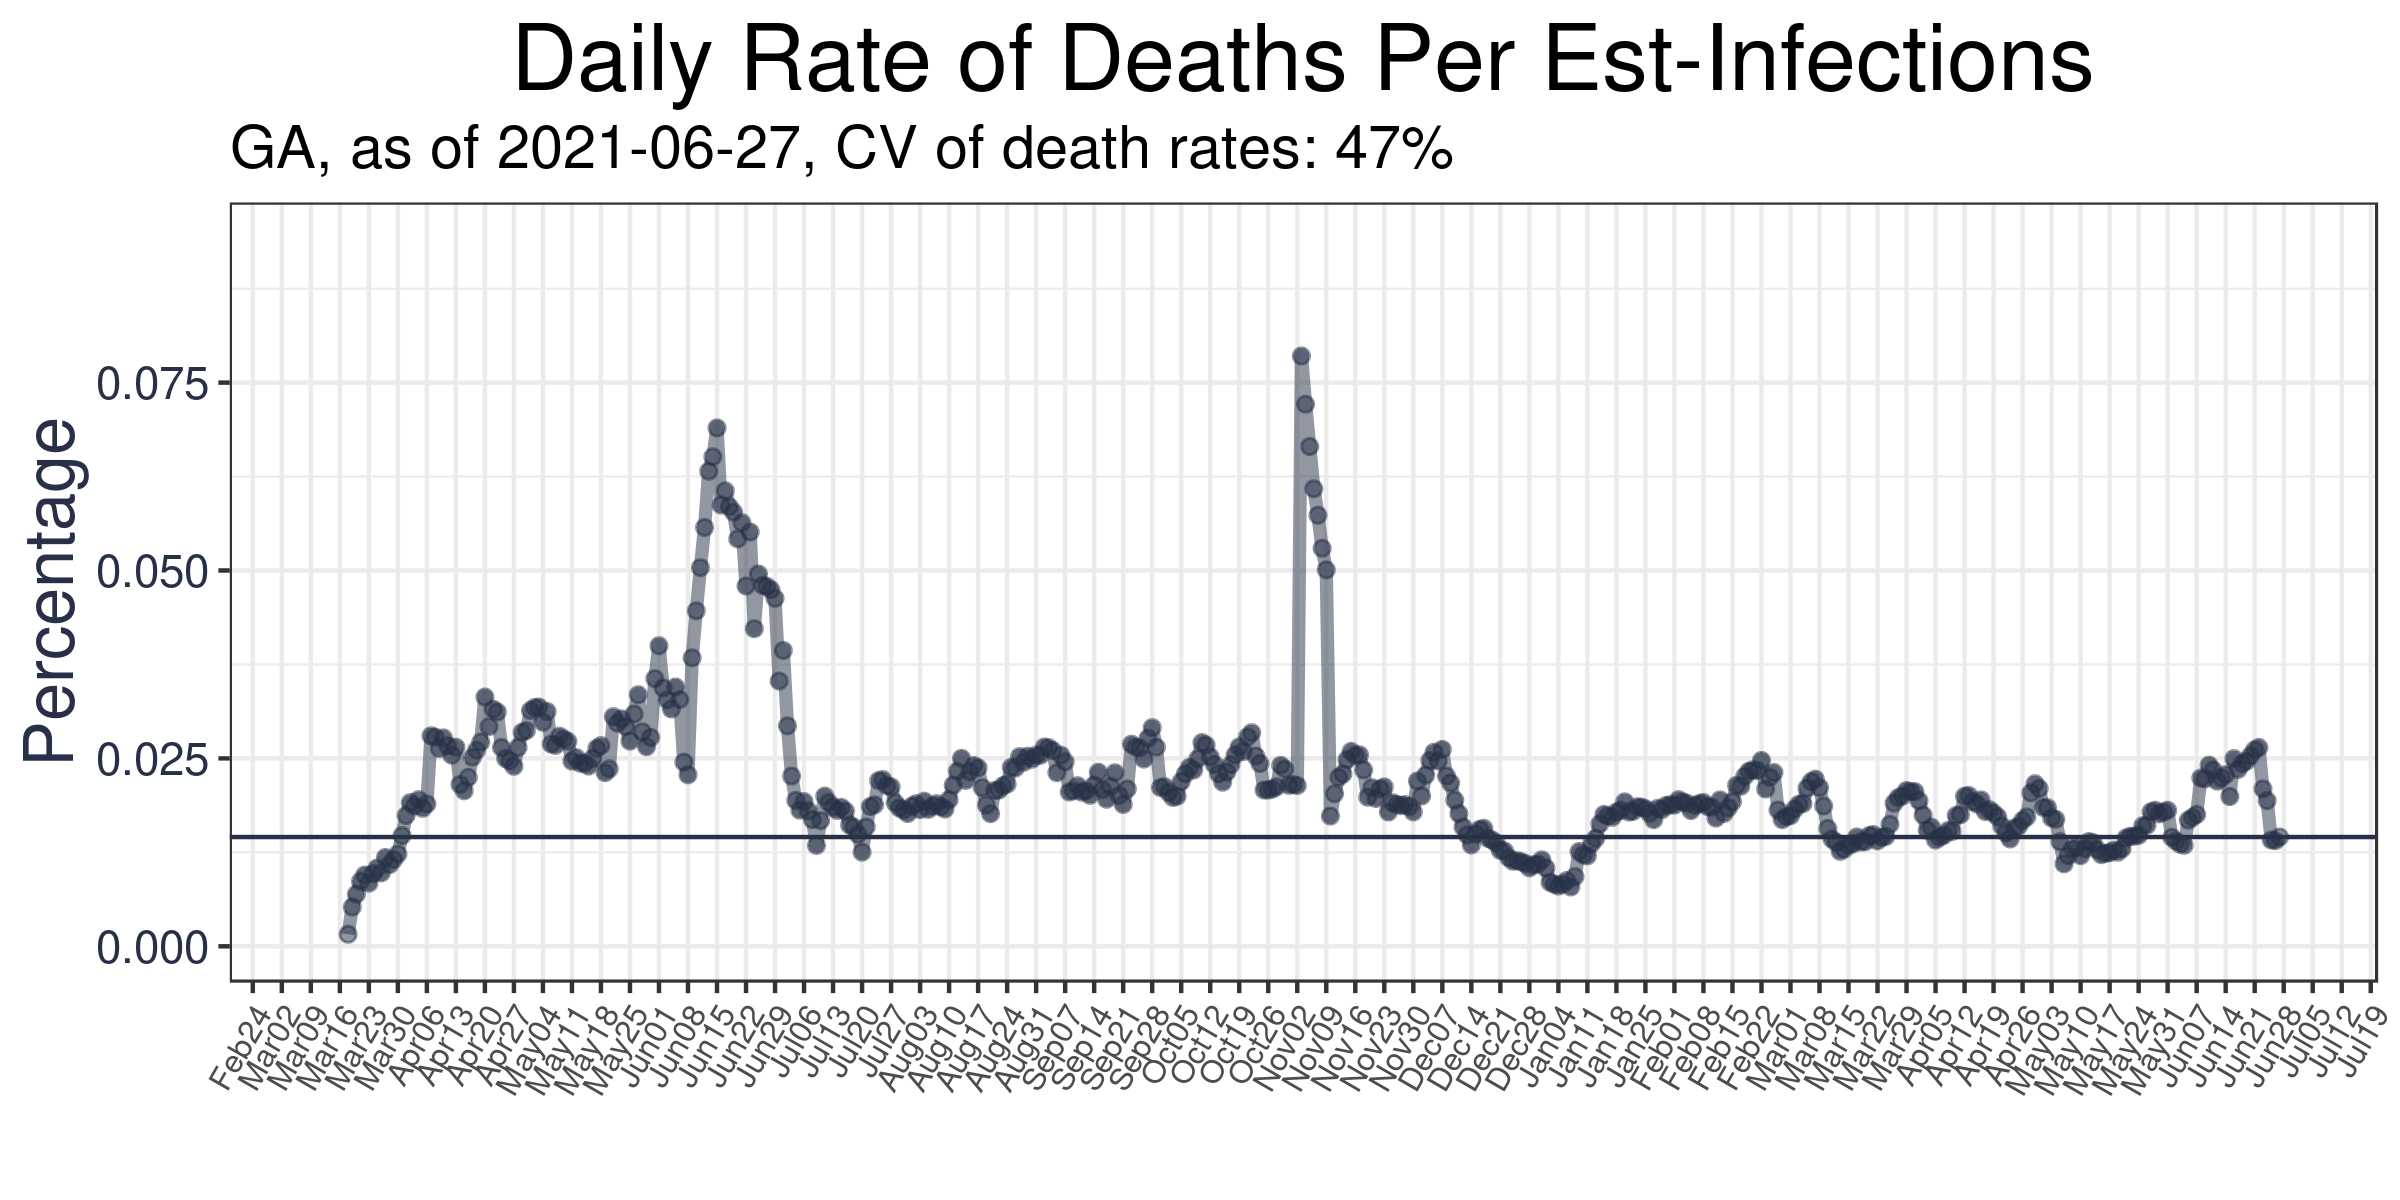 Daily Rate of Deaths Per Est-Infections
GA, as of 2021-06-27, CV of death rates: 47%
Percentage
0.075
0.050
0.025
0.000
Feb24
Mar02
Mar09
Mar16
Mar23
Mar30
Apr06
Apr13
Apr20
Apr27
May04
May11
May18
May25
Jun01
Jun08
Jun15
Jun22
Jun29
Jul06
Jul13
Jul20
Jul27
Aug03
Aug10
Aug17
Aug24
Aug31
Sep07
Sep14
Sep21
Sep28
Oct05
Oct12
Oct19
Oct26
Nov02
Nov09
Nov16
Nov23
Nov30
Dec07
Dec14
Dec21
Dec28
Jan04
Jan11
Jan18
Jan25
Feb01
Feb08
Feb15
Feb22
Mar01
Mar08
Mar15
Mar22
Mar29
Apr05
Apr12
Apr19
Apr26
May03
May10
May17
May24
May31
Jun07
Jun14
Jun21
Jun28
Jul05
Jul12
Jul19